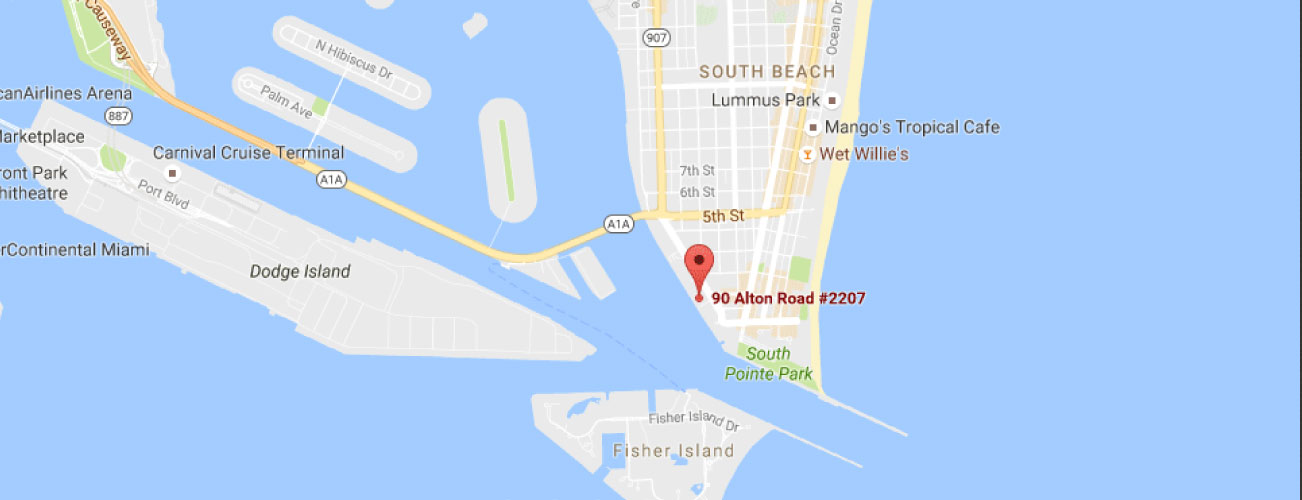 Causeway
N Hibiscus Dr
907
Ocean Dr
SOUTH BEACH
canAirlines Arena
Palm Ave
Lummus Park
887
Mango's Tropical Cafe
Marketplace
Carnival Cruise Terminal
Wet Willie's
ront Park
hitheatre
A1A
7th St
Port Blvd
6th St
5th St
A1A
erContinental Miami
Dodge Island
90 Alton Road #2207
South
Pointe Park
Fisher Island Dr
Fisher Island